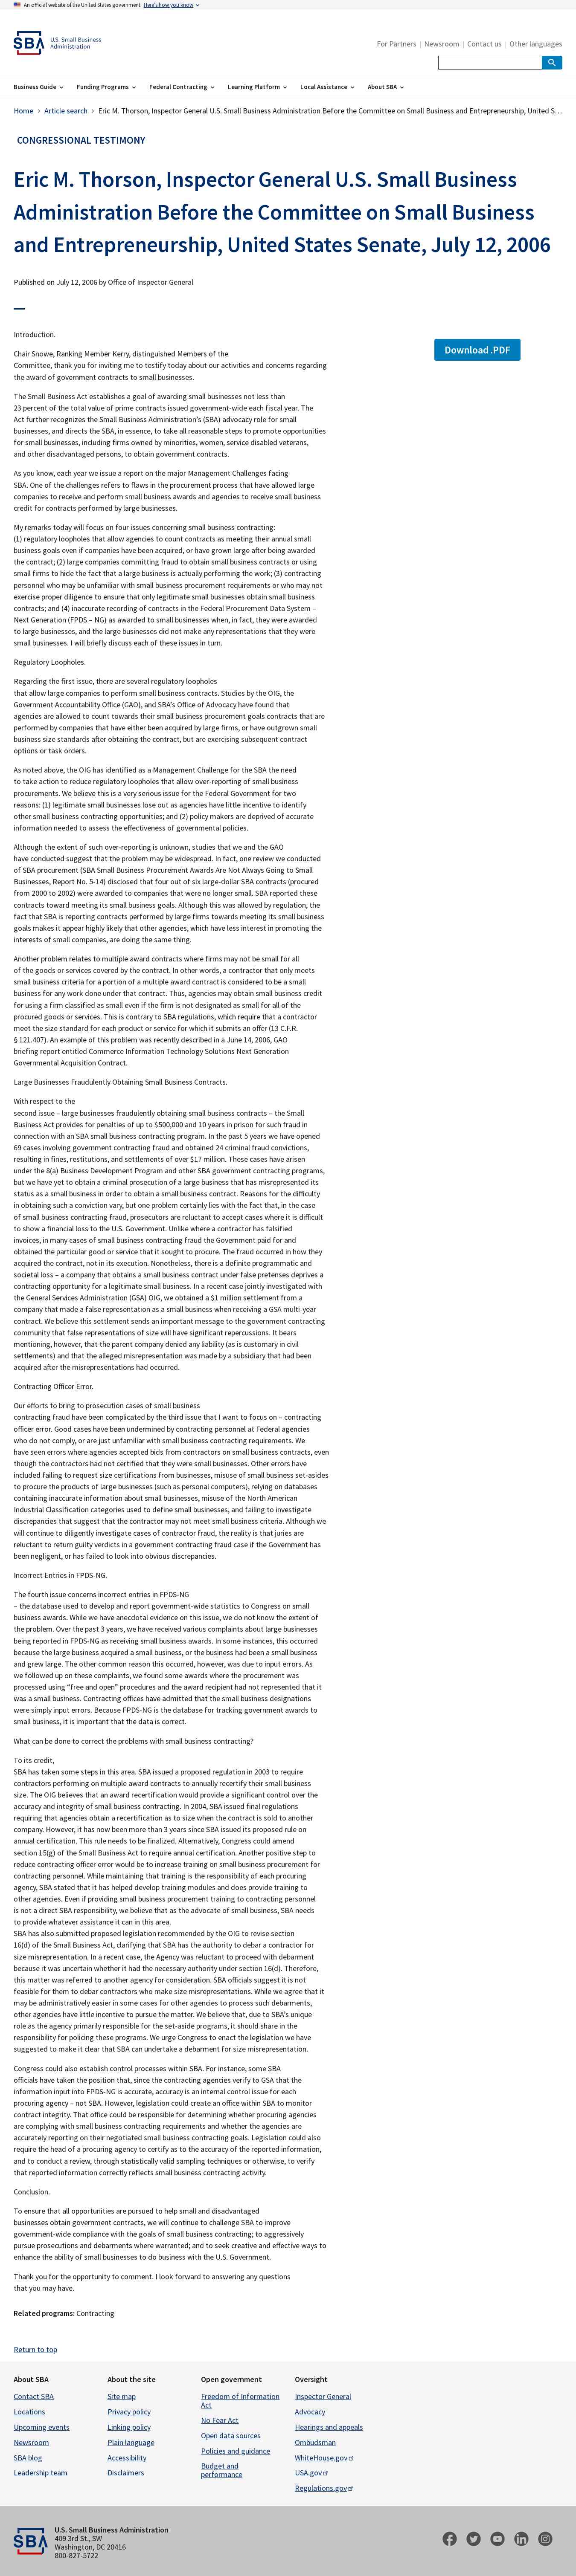 An official website of the United States government Here's how you know
SBA U.S. Small Business
Administration
For Partners | Newsroom | Contact us | Other languages
Business Guide Funding Programs Federal Contracting Learning Platform Local Assistance About SBA
Home > Article search > Eric M. Thorson, Inspector General U.S. Small Business Administration Before the Committee on Small Business and Entrepreneurship, United S…
CONGRESSIONAL TESTIMONY
Eric M. Thorson, Inspector General U.S. Small Business
Administration Before the Committee on Small Business
and Entrepreneurship, United States Senate, July 12, 2006
Published on July 12, 2006 by Office of Inspector General
Download .PDF
Introduction.
Chair Snowe, Ranking Member Kerry, distinguished Members of the
Committee, thank you for inviting me to testify today about our activities and concerns regarding
the award of government contracts to small businesses.
The Small Business Act establishes a goal of awarding small businesses not less than
23 percent of the total value of prime contracts issued government-wide each fiscal year. The
Act further recognizes the Small Business Administration's (SBA) advocacy role for small
businesses, and directs the SBA, in essence, to take all reasonable steps to promote opportunities
for small businesses, including firms owned by minorities, women, service disabled veterans,
and other disadvantaged persons, to obtain government contracts.
As you know, each year we issue a report on the major Management Challenges facing
SBA. One of the challenges refers to flaws in the procurement process that have allowed large
companies to receive and perform small business awards and agencies to receive small business
credit for contracts performed by large businesses.
My remarks today will focus on four issues concerning small business contracting:
(1) regulatory loopholes that allow agencies to count contracts as meeting their annual small
business goals even if companies have been acquired, or have grown large after being awarded
the contract; (2) large companies committing fraud to obtain small business contracts or using
small firms to hide the fact that a large business is actually performing the work; (3) contracting
personnel who may be unfamiliar with small business procurement requirements or who may not
exercise proper diligence to ensure that only legitimate small businesses obtain small business
contracts; and (4) inaccurate recording of contracts in the Federal Procurement Data System –
Next Generation (FPDS – NG) as awarded to small businesses when, in fact, they were awarded
to large businesses, and the large businesses did not make any representations that they were
small businesses. I will briefly discuss each of these issues in turn.
Regulatory Loopholes.
Regarding the first issue, there are several regulatory loopholes
that allow large companies to perform small business contracts. Studies by the OIG, the
Government Accountability Office (GAO), and SBA's Office of Advocacy have found that
agencies are allowed to count towards their small business procurement goals contracts that are
performed by companies that have either been acquired by large firms, or have outgrown small
business size standards after obtaining the contract, but are exercising subsequent contract
options or task orders.
As noted above, the OIG has identified as a Management Challenge for the SBA the need
to take action to reduce regulatory loopholes that allow over-reporting of small business
procurements. We believe this is a very serious issue for the Federal Government for two
reasons: (1) legitimate small businesses lose out as agencies have little incentive to identify
other small business contracting opportunities; and (2) policy makers are deprived of accurate
information needed to assess the effectiveness of governmental policies.
Although the extent of such over-reporting is unknown, studies that we and the GAO
have conducted suggest that the problem may be widespread. In fact, one review we conducted
of SBA procurement (SBA Small Business Procurement Awards Are Not Always Going to Small
Businesses, Report No. 5-14) disclosed that four out of six large-dollar SBA contracts (procured
from 2000 to 2002) were awarded to companies that were no longer small. SBA reported these
contracts toward meeting its small business goals. Although this was allowed by regulation, the
fact that SBA is reporting contracts performed by large firms towards meeting its small business
goals makes it appear highly likely that other agencies, which have less interest in promoting the
interests of small companies, are doing the same thing.
Another problem relates to multiple award contracts where firms may not be small for all
of the goods or services covered by the contract. In other words, a contractor that only meets
small business criteria for a portion of a multiple award contract is considered to be a small
business for any work done under that contract. Thus, agencies may obtain small business credit
for using a firm classified as small even if the firm is not designated as small for all of the
procured goods or services. This is contrary to SBA regulations, which require that a contractor
meet the size standard for each product or service for which it submits an offer (13 C.F.R.
§ 121.407). An example of this problem was recently described in a June 14, 2006, GAO
briefing report entitled Commerce Information Technology Solutions Next Generation
Governmental Acquisition Contract.
Large Businesses Fraudulently Obtaining Small Business Contracts.
With respect to the
second issue – large businesses fraudulently obtaining small business contracts – the Small
Business Act provides for penalties of up to $500,000 and 10 years in prison for such fraud in
connection with an SBA small business contracting program. In the past 5 years we have opened
69 cases involving government contracting fraud and obtained 24 criminal fraud convictions,
resulting in fines, restitutions, and settlements of over $17 million. These cases have arisen
under the 8(a) Business Development Program and other SBA government contracting programs,
but we have yet to obtain a criminal prosecution of a large business that has misrepresented its
status as a small business in order to obtain a small business contract. Reasons for the difficulty
in obtaining such a conviction vary, but one problem certainly lies with the fact that, in the case
of small business contracting fraud, prosecutors are reluctant to accept cases where it is difficult
to show a financial loss to the U.S. Government. Unlike where a contractor has falsified
invoices, in many cases of small business contracting fraud the Government paid for and
obtained the particular good or service that it sought to procure. The fraud occurred in how they
acquired the contract, not in its execution. Nonetheless, there is a definite programmatic and
societal loss – a company that obtains a small business contract under false pretenses deprives a
contracting opportunity for a legitimate small business. In a recent case jointly investigated with
the General Services Administration (GSA) OIG, we obtained a $1 million settlement from a
company that made a false representation as a small business when receiving a GSA multi-year
contract. We believe this settlement sends an important message to the government contracting
community that false representations of size will have significant repercussions. It bears
mentioning, however, that the parent company denied any liability (as is customary in civil
settlements) and that the alleged misrepresentation was made by a subsidiary that had been
acquired after the misrepresentations had occurred.
Contracting Officer Error.
Our efforts to bring to prosecution cases of small business
contracting fraud have been complicated by the third issue that I want to focus on – contracting
officer error. Good cases have been undermined by contracting personnel at Federal agencies
who do not comply, or are just unfamiliar with small business contracting requirements. We
have seen errors where agencies accepted bids from contractors on small business contracts, even
though the contractors had not certified that they were small businesses. Other errors have
included failing to request size certifications from businesses, misuse of small business set-asides
to procure the products of large businesses (such as personal computers), relying on databases
containing inaccurate information about small businesses, misuse of the North American
Industrial Classification categories used to define small businesses, and failing to investigate
discrepancies that suggest that the contractor may not meet small business criteria. Although we
will continue to diligently investigate cases of contractor fraud, the reality is that juries are
reluctant to return guilty verdicts in a government contracting fraud case if the Government has
been negligent, or has failed to look into obvious discrepancies.
Incorrect Entries in FPDS-NG.
The fourth issue concerns incorrect entries in FPDS-NG
– the database used to develop and report government-wide statistics to Congress on small
business awards. While we have anecdotal evidence on this issue, we do not know the extent of
the problem. Over the past 3 years, we have received various complaints about large businesses
being reported in FPDS-NG as receiving small business awards. In some instances, this occurred
because the large business acquired a small business, or the business had been a small business
and grew large. The other common reason this occurred, however, was due to input errors. As
we followed up on these complaints, we found some awards where the procurement was
processed using "free and open" procedures and the award recipient had not represented that it
was a small business. Contracting offices have admitted that the small business designations
were simply input errors. Because FPDS-NG is the database for tracking government awards to
small business, it is important that the data is correct.
What can be done to correct the problems with small business contracting?
To its credit,
SBA has taken some steps in this area. SBA issued a proposed regulation in 2003 to require
contractors performing on multiple award contracts to annually recertify their small business
size. The OIG believes that an award recertification would provide a significant control over the
accuracy and integrity of small business contracting. In 2004, SBA issued final regulations
requiring that agencies obtain a recertification as to size when the contract is sold to another
company. However, it has now been more than 3 years since SBA issued its proposed rule on
annual certification. This rule needs to be finalized. Alternatively, Congress could amend
section 15(g) of the Small Business Act to require annual certification. Another positive step to
reduce contracting officer error would be to increase training on small business procurement for
contracting personnel. While maintaining that training is the responsibility of each procuring
agency, SBA stated that it has helped develop training modules and does provide training to
other agencies. Even if providing small business procurement training to contracting personnel
is not a direct SBA responsibility, we believe that as the advocate of small business, SBA needs
to provide whatever assistance it can in this area.
SBA has also submitted proposed legislation recommended by the OIG to revise section
16(d) of the Small Business Act, clarifying that SBA has the authority to debar a contractor for
size misrepresentation. In a recent case, the Agency was reluctant to proceed with debarment
because it was uncertain whether it had the necessary authority under section 16(d). Therefore,
this matter was referred to another agency for consideration. SBA officials suggest it is not
feasible for them to debar contractors who make size misrepresentations. While we agree that it
may be administratively easier in some cases for other agencies to process such debarments,
other agencies have little incentive to pursue the matter. We believe that, due to SBA's unique
role as the agency primarily responsible for the set-aside programs, it should share in the
responsibility for policing these programs. We urge Congress to enact the legislation we have
suggested to make it clear that SBA can undertake a debarment for size misrepresentation.
Congress could also establish control processes within SBA. For instance, some SBA
officials have taken the position that, since the contracting agencies verify to GSA that the
information input into FPDS-NG is accurate, accuracy is an internal control issue for each
procuring agency – not SBA. However, legislation could create an office within SBA to monitor
contract integrity. That office could be responsible for determining whether procuring agencies
are complying with small business contracting requirements and whether the agencies are
accurately reporting on their negotiated small business contracting goals. Legislation could also
require the head of a procuring agency to certify as to the accuracy of the reported information,
and to conduct a review, through statistically valid sampling techniques or otherwise, to verify
that reported information correctly reflects small business contracting activity.
Conclusion.
To ensure that all opportunities are pursued to help small and disadvantaged
businesses obtain government contracts, we will continue to challenge SBA to improve
government-wide compliance with the goals of small business contracting; to aggressively
pursue prosecutions and debarments where warranted; and to seek creative and effective ways to
enhance the ability of small businesses to do business with the U.S. Government.
Thank you for the opportunity to comment. I look forward to answering any questions
that you may have.
Related programs: Contracting
Return to top
About SBA
Contact SBA
Locations
Upcoming events
Newsroom
SBA blog
Leadership team
About the site
Site map
Privacy policy
Linking policy
Plain language
Accessibility
Disclaimers
Open government
Freedom of Information
Act
No Fear Act
Open data sources
Policies and guidance
Budget and
performance
Oversight
Inspector General
Advocacy
Hearings and appeals
Ombudsman
WhiteHouse.gov
USA.gov
Regulations.gov
SBA
U.S. Small Business Administration
409 3rd St., SW
Washington, DC 20416
800-827-5722